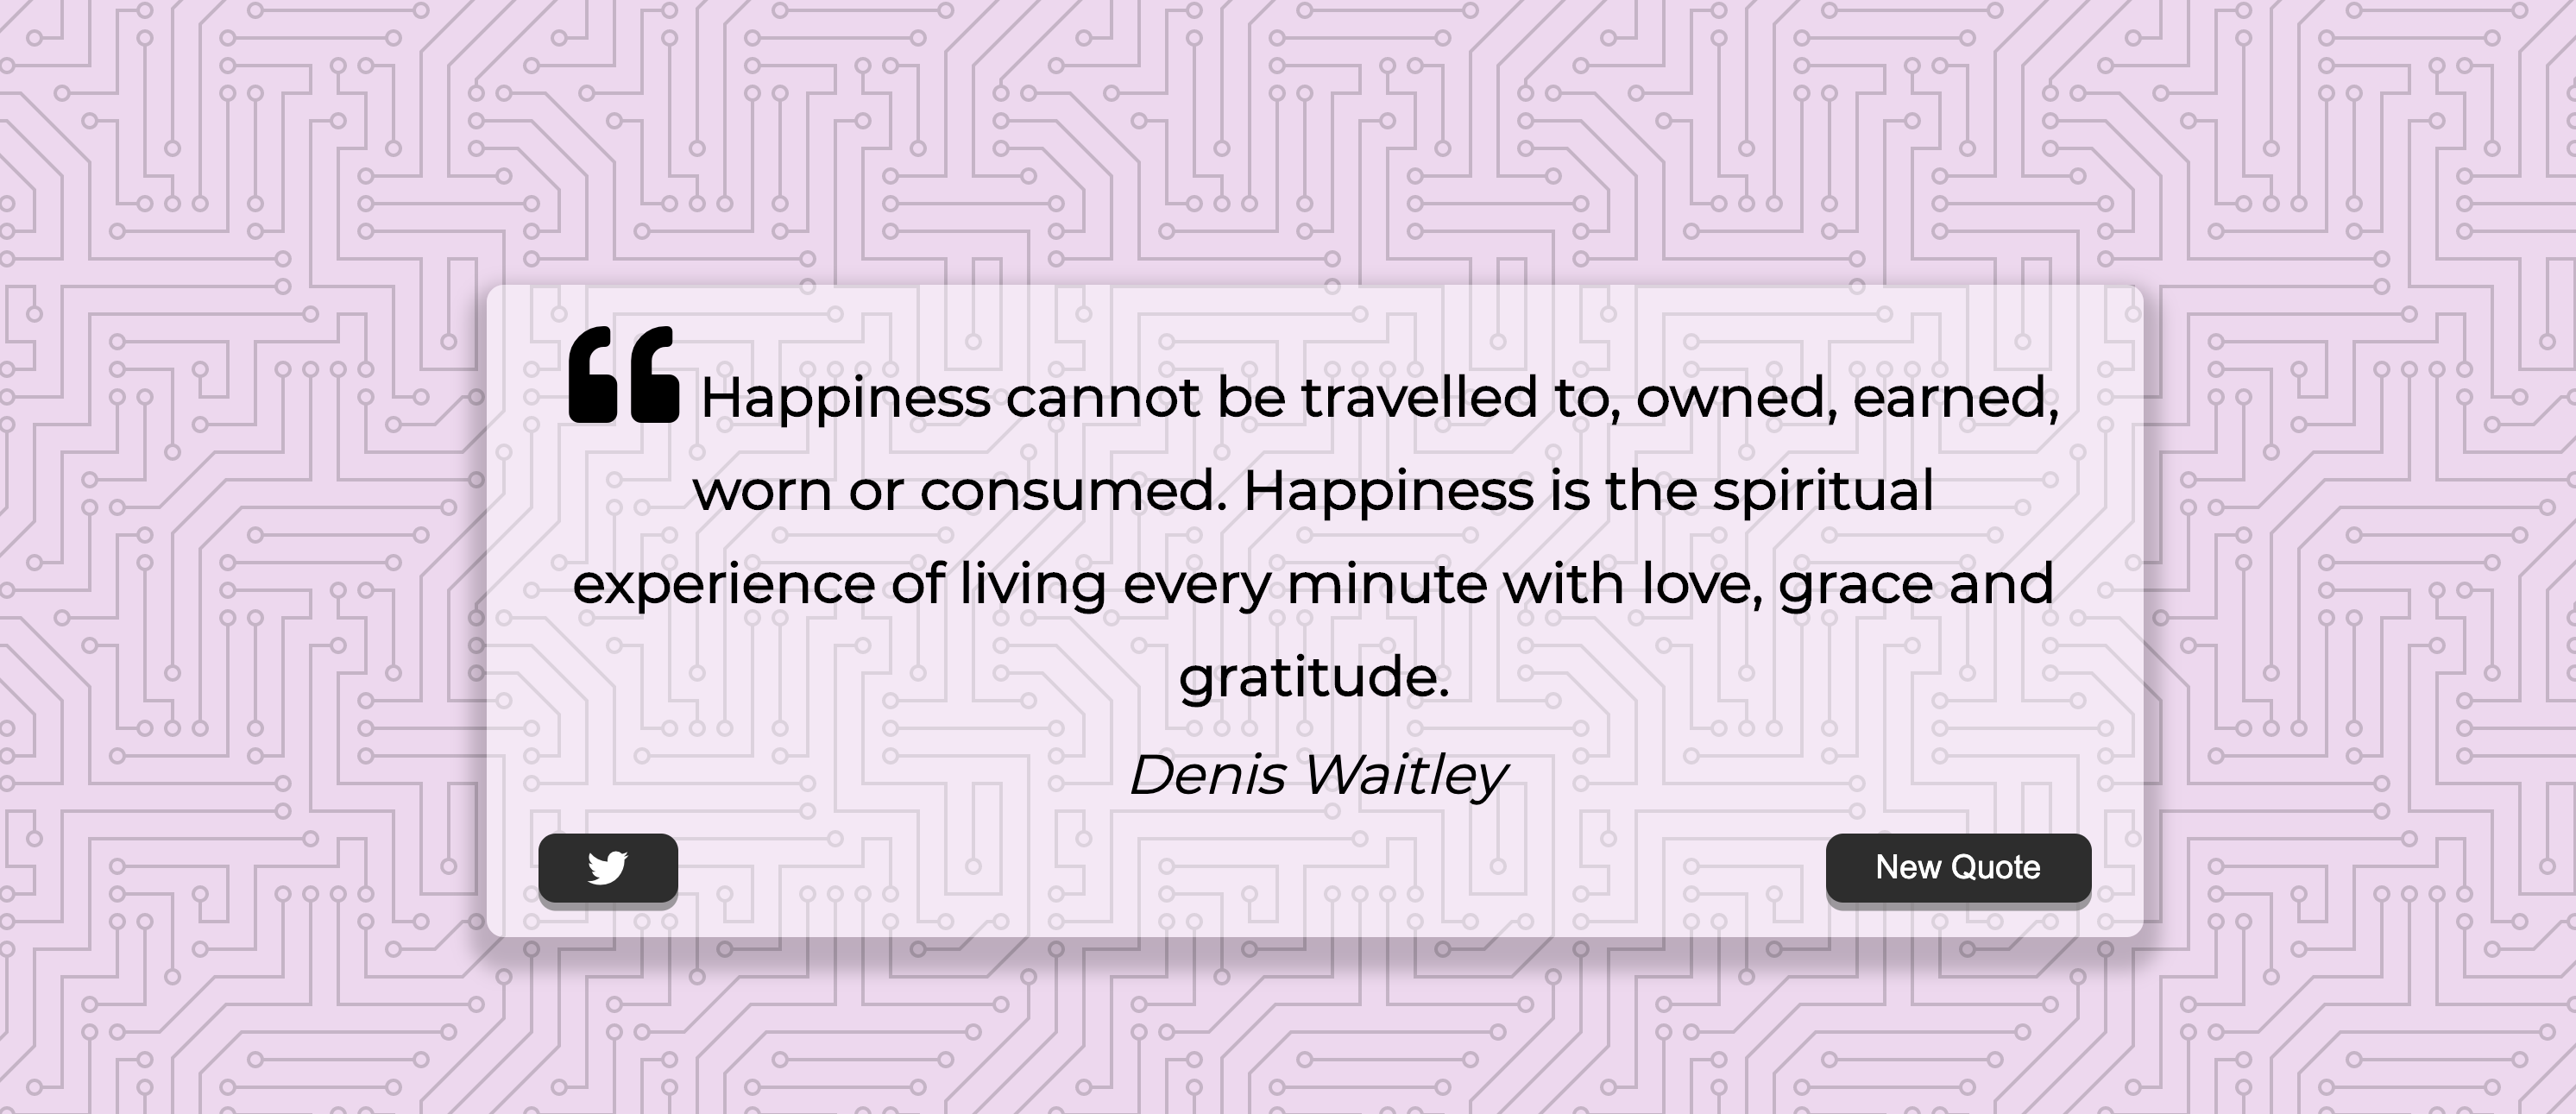 “ Happiness cannot be travelled to, owned, earned,
worn or consumed. Happiness is the spiritual
experience of living every minute with love, grace and
gratitude.
Denis Waitley
New Quote